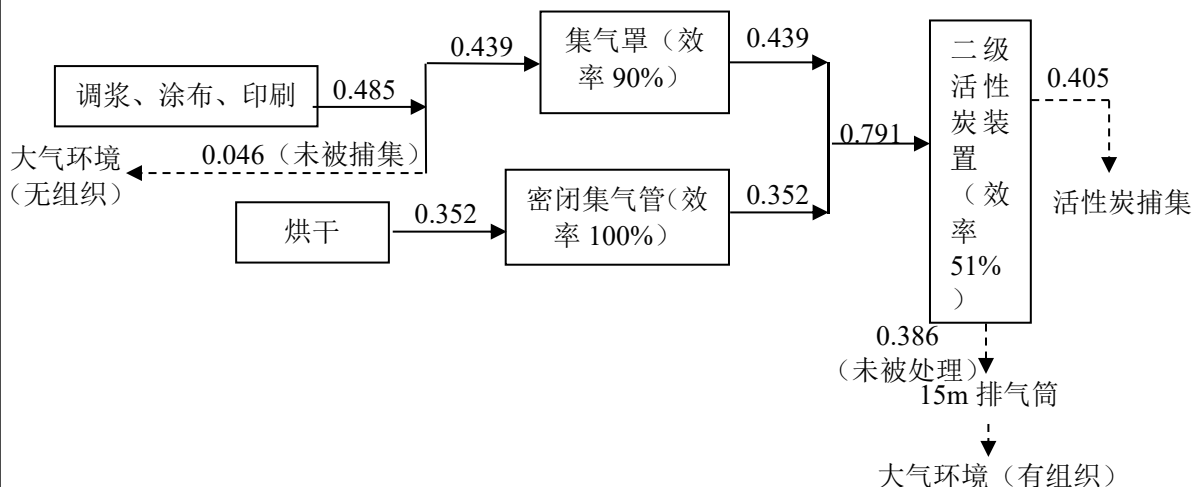 调浆、涂布、印刷
0.485
0.439
集气罩（效
率 90%）
0.439
大气环境
（无组织）
0.046（未被捕集）
烘干
0.352
密闭集气管（效
率 100%）
0.352
0.791
二级
活性
炭装
置
（效
率
51%
）
0.405
活性炭捕集
0.386
（未被处理）
15m 排气筒
大气环境（有组织）